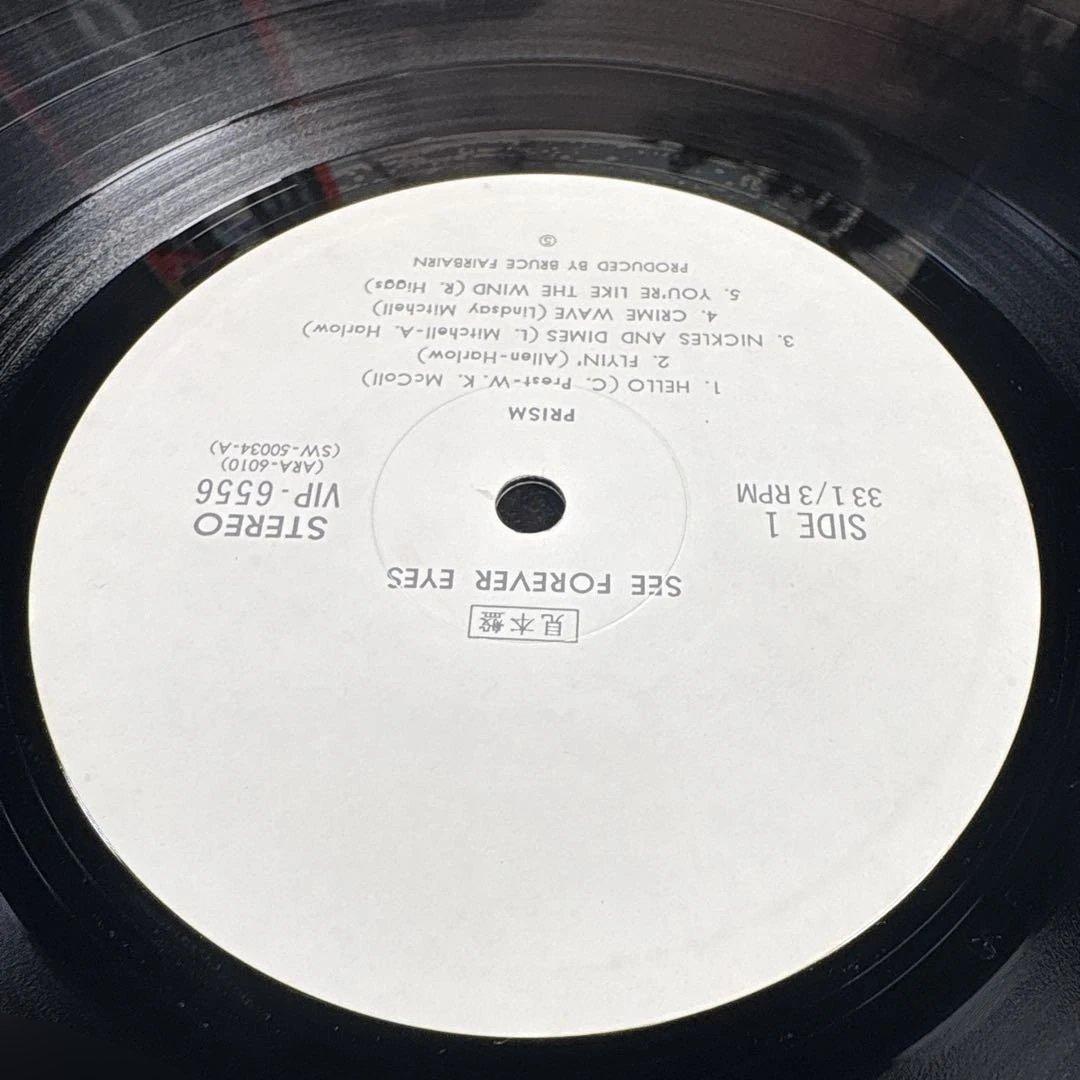 見本盤
SEE FOREVER EYES
SIDE 1
33 1/3 RPM
STEREO
VIP-6556
(ARA-6010)
(SW-50034-A)
PRISM
1. HELLO (C. Prest-W. K. McColl)
2. FLYIN' (Allen-Harlow)
3. NICKLES AND DIMES (L. Mitchell-A. Harlow)
4. CRIME WAVE (Lindsay Mitchell)
5. YOU'RE LIKE THE WIND (R. Higgs)
PRODUCED BY BRUCE FAIRBAIRN